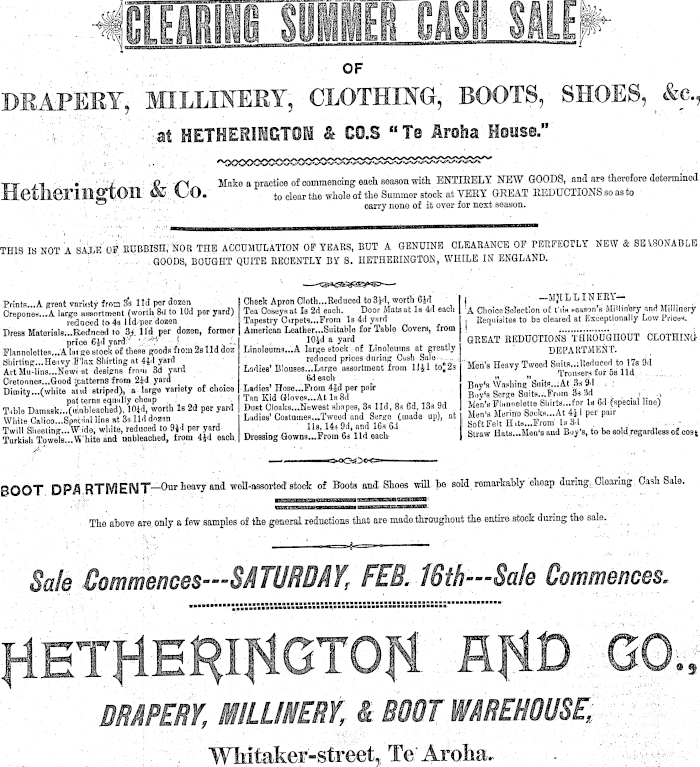 CLEARING SUMMER CASH SALE
OF
DRAPERY, MILLINERY, CLOTHING, BOOTS, SHOES, &c.,
at HETHERINGTON & CO.S "Te Aroha House."
Hetherington & Co.
Make a practice of commencing each season with ENTIRELY NEW GOODS, and are therefore determined
to clear the whole of the Summer stock at VERY GREAT REDUCTIONS so as to
carry none of it over for next season.
THIS IS NOT A SALE OF RUBBISH, NOR THE ACCUMULATION OF YEARS, BUT A GENUINE CLEARANCE OF PERFECTLY NEW & SEASONABLE
GOODS, BOUGHT QUITE RECENTLY BY S. HETHERINGTON, WHILE IN ENGLAND.
Prints...A great variety from 3s 11d per dozen
Crepones...A large assortment (worth 8d to 10d per yard)
reduced to 4s 11d per dozen
Dress Materials...Reduced to 3s 11d per dozen, former
price 6½d yard
Flannelettes...A large stock of these goods from 2s 11d doz
Shirting...Heavy Flax Shirting at 4½d yard
Art Muslins...Newest designs from 3d yard
Cretonnes...Good patterns from 2½d yard
Dimity...(white and striped), a large variety of choice
patterns equally cheap
Table Damask...(unbleached), 10½d, worth 1s 2d per yard
White Calico...Special line at 3s 11d dozen
Twill Sheeting...Wide, white, reduced to 9½d per yard
Turkish Towels...White and unbleached, from 4½d each
Check Apron Cloth...Reduced to 3½d, worth 6½d
Tea Coseys at 1s 2d each. Door Mats at 1s 4d each
Tapestry Carpets...From 1s 4d yard
American Leather...Suitable for Table Covers, from
10½d a yard
Linoleums...A large stock of Linoleums at greatly
reduced prices during Cash Sale
Ladies' Blouses...Large assortment from 11½d to 2s
6d each
Ladies' Hose...From 4¾d per pair
Tan Kid Gloves...At 1s 8d
Dust Cloaks...Newest shapes, 3s 11d, 8s 6d, 13s 9d
Ladies' Costumes...Tweed and Serge (made up), at
11s, 14s 9d, and 16s 6d
Dressing Gowns...From 6s 11d each
—MILLINERY—
A Choice Selection of this season's Millinery and Millinery
Requisites to be cleared at Exceptionally Low Prices.
GREAT REDUCTIONS THROUGHOUT CLOTHING
DEPARTMENT.
Men's Heavy Tweed Suits...Reduced to 17s 9d
" Trousers for 5s 11d
Boy's Washing Suits...At 3s 9d
Boy's Serge Suits...From 3s 3d
Men's Flannelette Shirts...for 1s 6d (special line)
Men's Merino Socks...At 4½d per pair
Soft Felt Hats...From 1s 3d
Straw Hats...Men's and Boy's, to be sold regardless of cost
BOOT DPARTMENT—Our heavy and well-assorted stock of Boots and Shoes will be sold remarkably cheap during Clearing Cash Sale.
The above are only a few samples of the general reductions that are made throughout the entire stock during the sale.
Sale Commences---SATURDAY, FEB. 16th---Sale Commences.
HETHERINGTON AND CO.,
DRAPERY, MILLINERY, & BOOT WAREHOUSE,
Whitaker-street, Te Aroha.